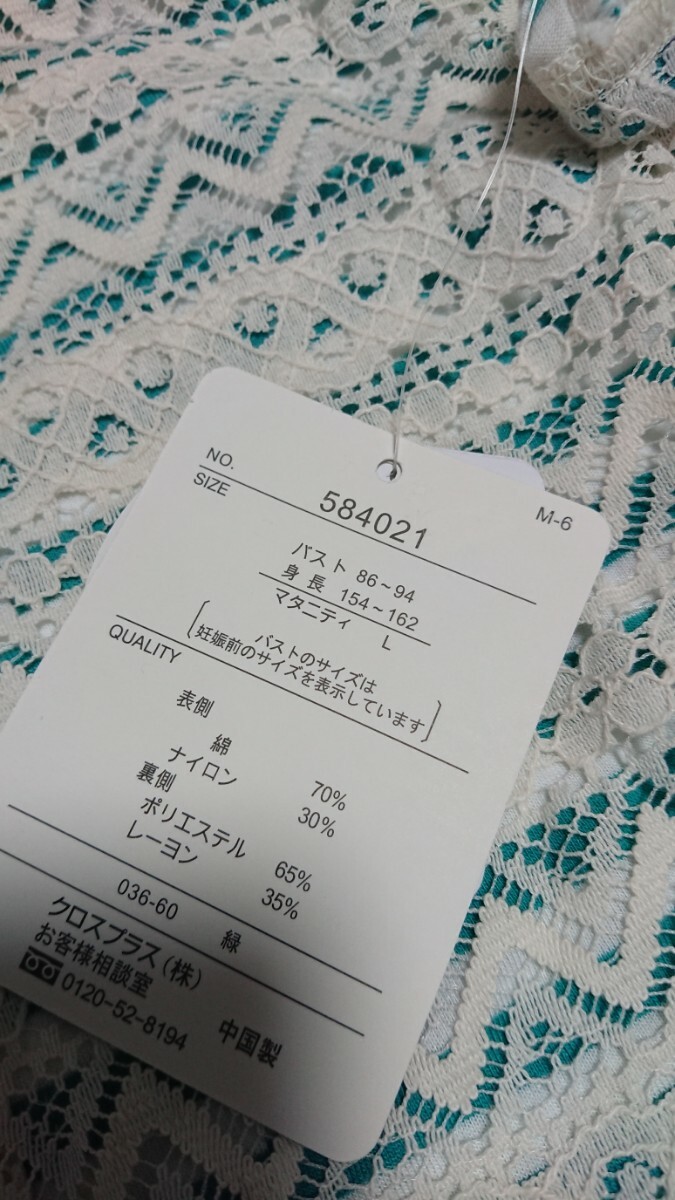 NO.
584021
M-6
SIZE
バスト 86~94
身長 154~162
マタニティ L
バストのサイズは
妊娠前のサイズを表示しています
QUALITY
表側
綿 70%
ナイロン 30%
裏側
ポリエステル 65%
レーヨン 35%
036-60 緑
クロスプラス(株)
お客様相談室
0120-52-8194 中国製